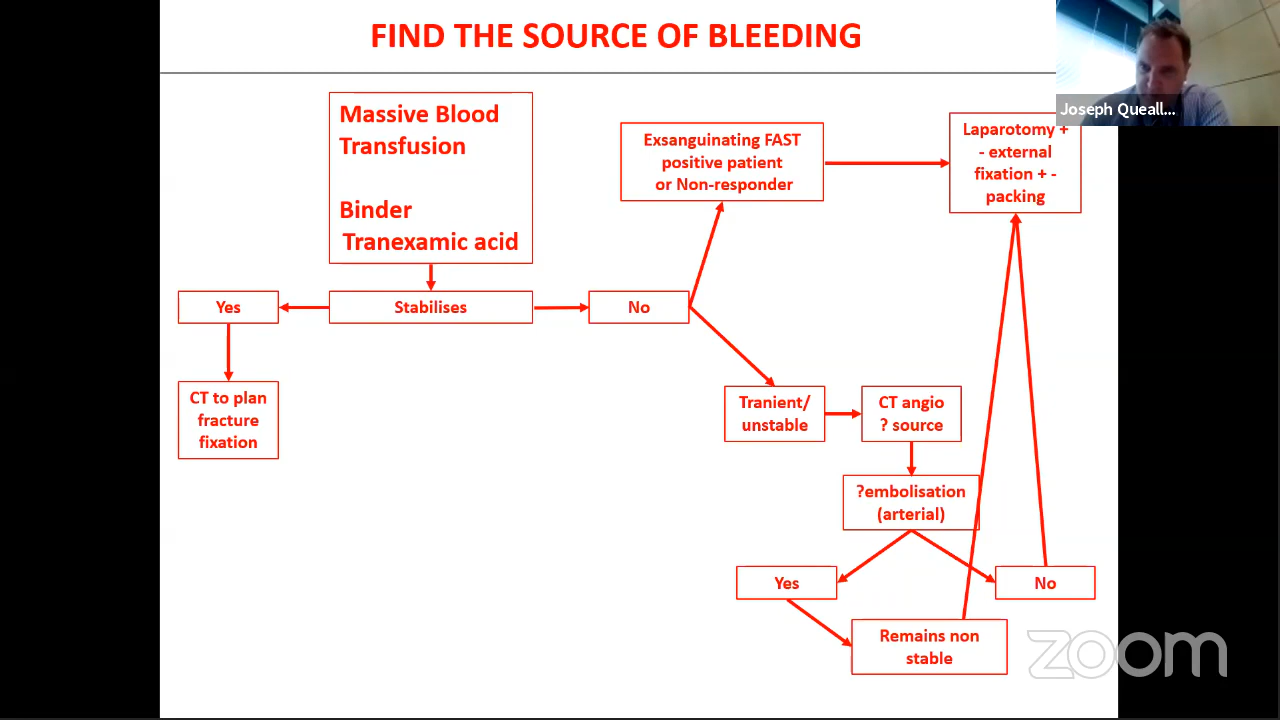 FIND THE SOURCE OF BLEEDING
Joseph Queall...
Massive Blood
Transfusion
Binder
Tranexamic acid
Exsanguinating FAST
positive patient
or Non-responder
Laparotomy +
- external
fixation + -
packing
Yes
Stabilises
No
CT to plan
fracture
fixation
Tranient/
unstable
CT angio
? source
?embolisation
(arterial)
Yes
No
Remains non
stable
zoom